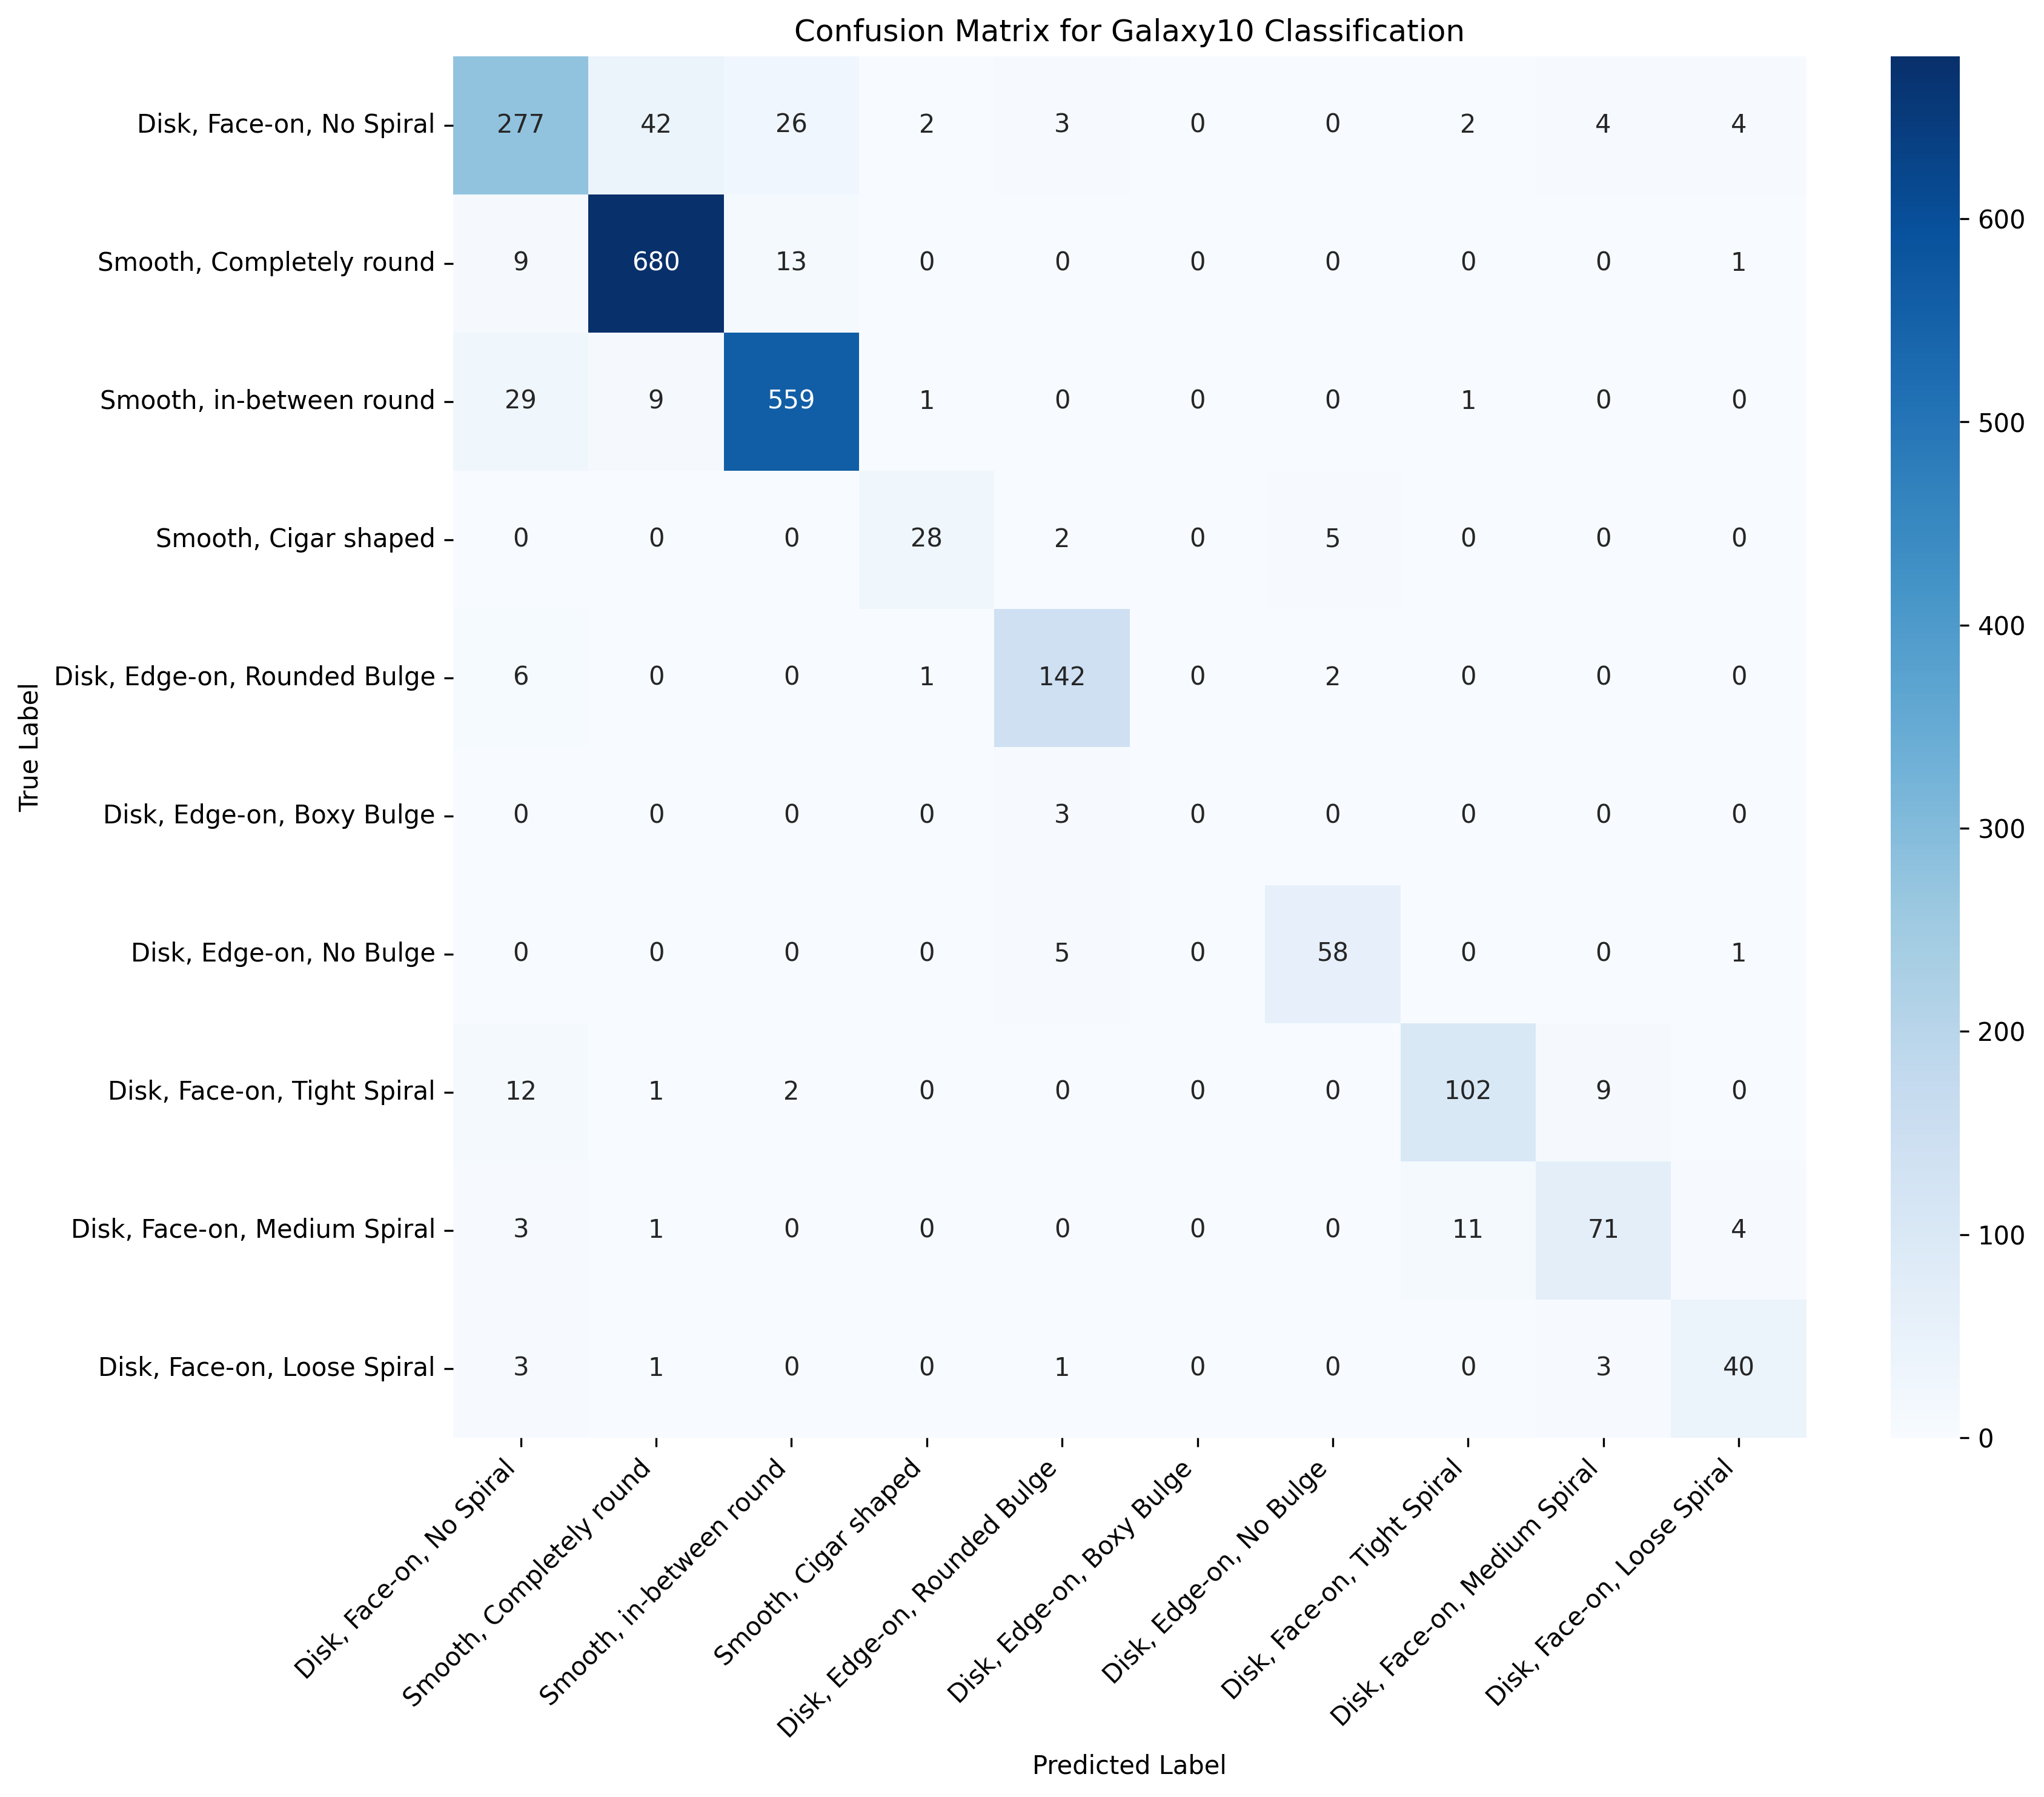 Confusion Matrix for Galaxy10 Classification
Disk, Face-on, No Spiral 277 42 26 2 3 0 0 2 4 4
Smooth, Completely round 9 680 13 0 0 0 0 0 0 1
Smooth, in-between round 29 9 559 1 0 0 0 1 0 0
Smooth, Cigar shaped 0 0 0 28 2 0 5 0 0 0
Disk, Edge-on, Rounded Bulge 6 0 0 1 142 0 2 0 0 0
Disk, Edge-on, Boxy Bulge 0 0 0 0 3 0 0 0 0 0
Disk, Edge-on, No Bulge 0 0 0 0 5 0 58 0 0 1
Disk, Face-on, Tight Spiral 12 1 2 0 0 0 0 102 9 0
Disk, Face-on, Medium Spiral 3 1 0 0 0 0 0 11 71 4
Disk, Face-on, Loose Spiral 3 1 0 0 1 0 0 0 3 40
True Label
Disk, Face-on, No Spiral
Smooth, Completely round
Smooth, in-between round
Smooth, Cigar shaped
Disk, Edge-on, Rounded Bulge
Disk, Edge-on, Boxy Bulge
Disk, Edge-on, No Bulge
Disk, Face-on, Tight Spiral
Disk, Face-on, Medium Spiral
Disk, Face-on, Loose Spiral
Predicted Label
600
500
400
300
200
100
0